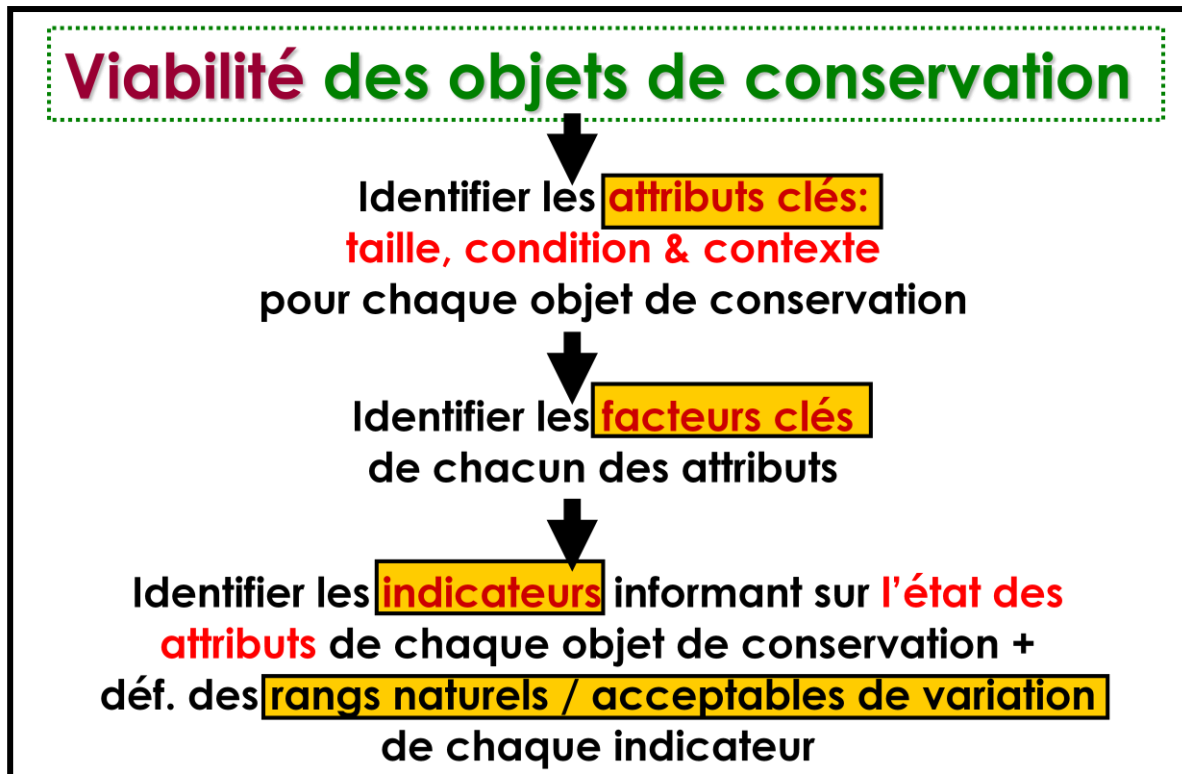 Viabilité des objets de conservation
Identifier les attributs clés:
taille, condition & contexte
pour chaque objet de conservation
Identifier les facteurs clés
de chacun des attributs
Identifier les indicateurs informant sur l’état des
attributs de chaque objet de conservation +
déf. des rangs naturels / acceptables de variation
de chaque indicateur